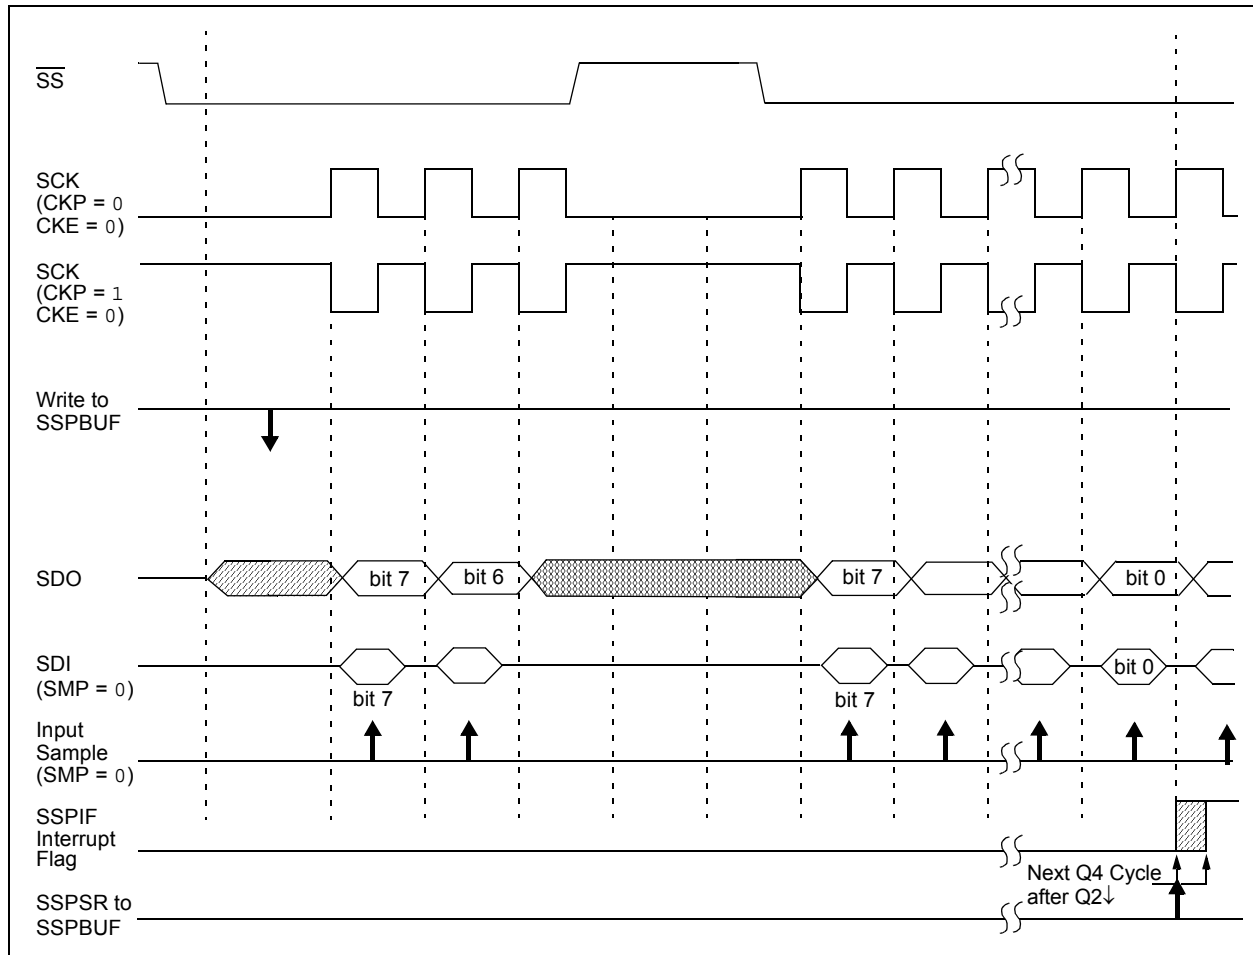 SS
SCK
(CKP = 0
CKE = 0)
SCK
(CKP = 1
CKE = 0)
Write to
SSPBUF
SDO
bit 7
bit 6
bit 7
bit 0
SDI
(SMP = 0)
bit 7
bit 7
bit 0
Input
Sample
(SMP = 0)
SSPIF
Interrupt
Flag
Next Q4 Cycle
after Q2↓
SSPSR to
SSPBUF